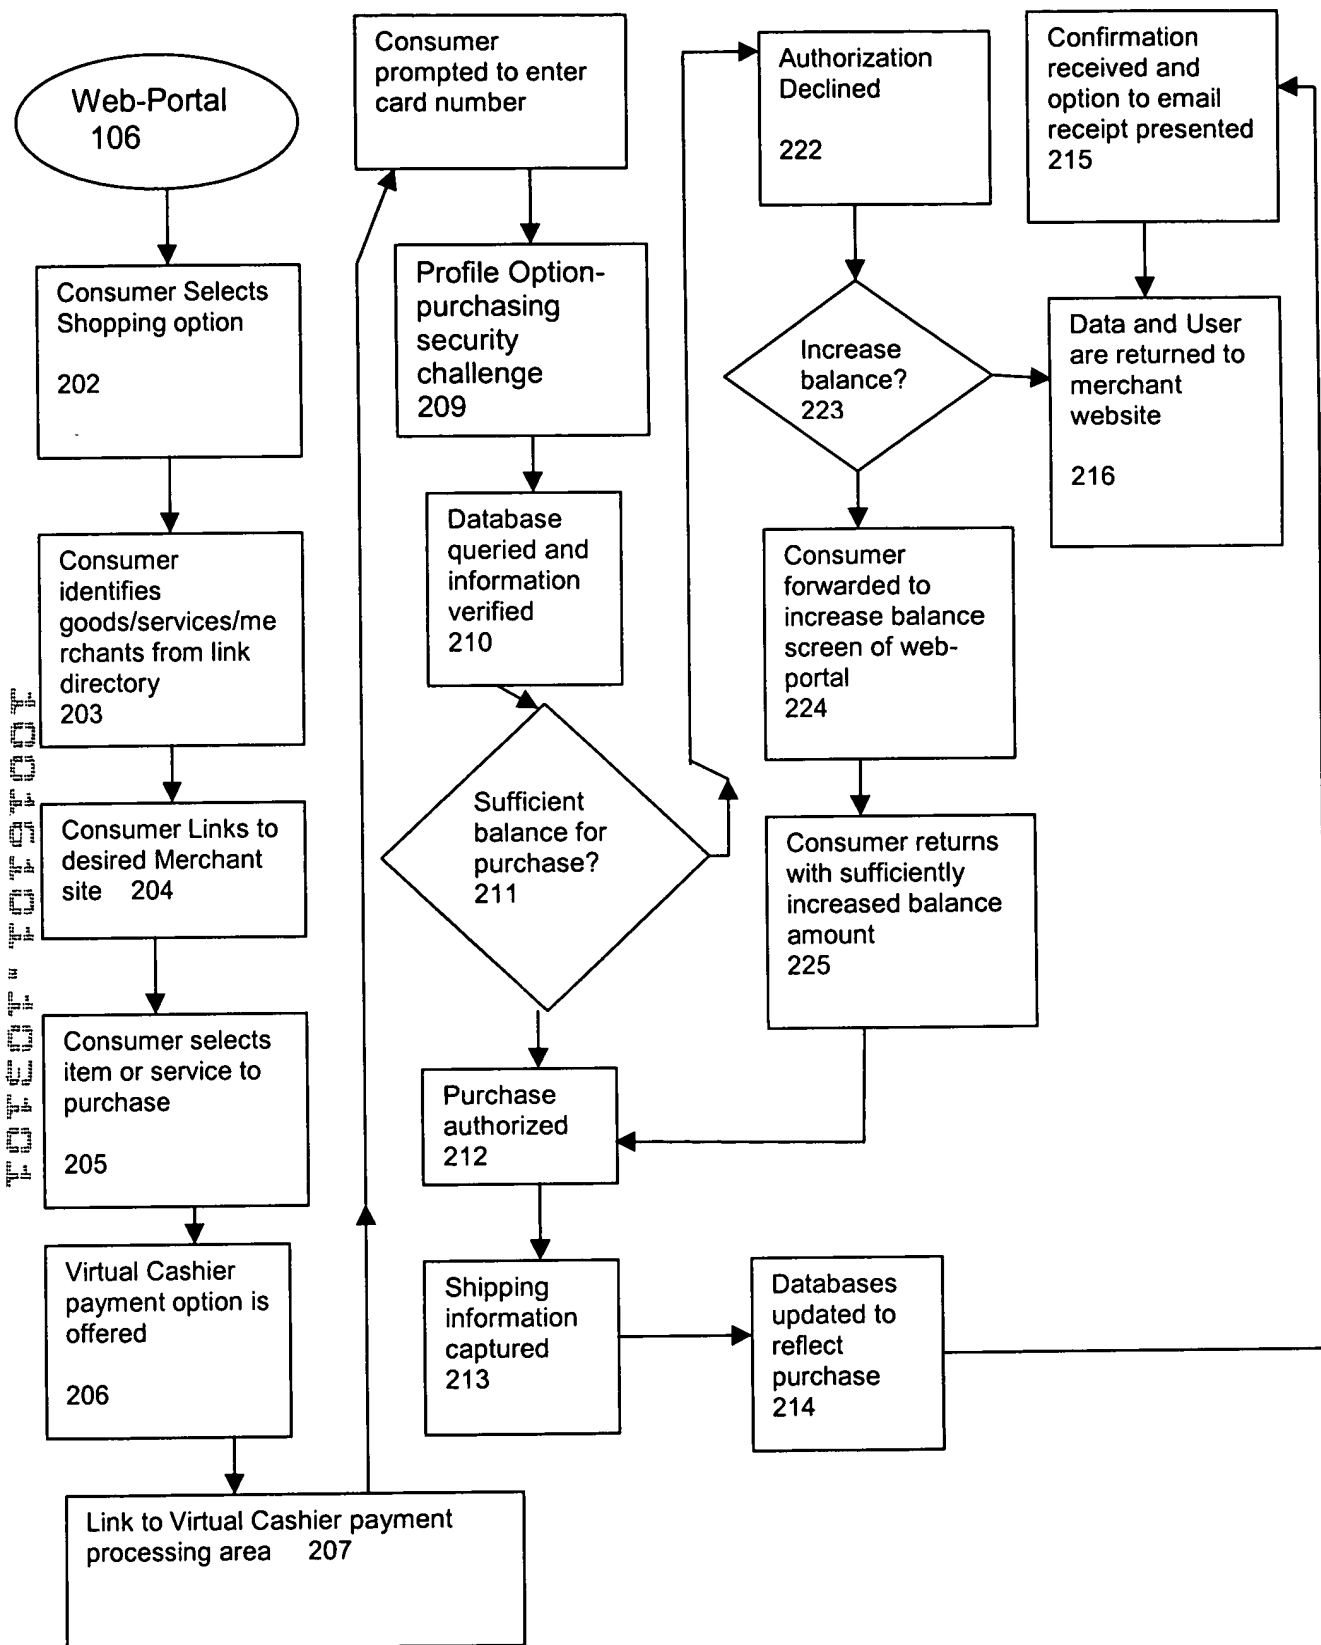 Web-Portal
106
Consumer Selects
Shopping option
202
Consumer
identifies
goods/services/me
rchants from link
directory
203
Consumer Links to
desired Merchant
site 204
Consumer selects
item or service to
purchase
205
Virtual Cashier
payment option is
offered
206
Link to Virtual Cashier payment
processing area 207
Consumer
prompted to enter
card number
Profile Option-
purchasing
security
challenge
209
Database
queried and
information
verified
210
Sufficient
balance for
purchase?
211
Purchase
authorized
212
Shipping
information
captured
213
Databases
updated to
reflect
purchase
214
Authorization
Declined
222
Increase
balance?
223
Consumer
forwarded to
increase balance
screen of web-
portal
224
Consumer returns
with sufficiently
increased balance
amount
225
Confirmation
received and
option to email
receipt presented
215
Data and User
are returned to
merchant
website
216